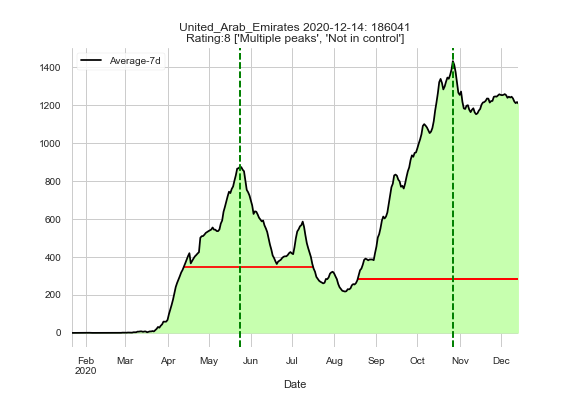 United_Arab_Emirates 2020-12-14: 186041
Rating:8 ['Multiple peaks', 'Not in control']
Average-7d
1400
1200
1000
800
600
400
200
0
Feb Mar Apr May Jun Jul Aug Sep Oct Nov Dec
2020
Date